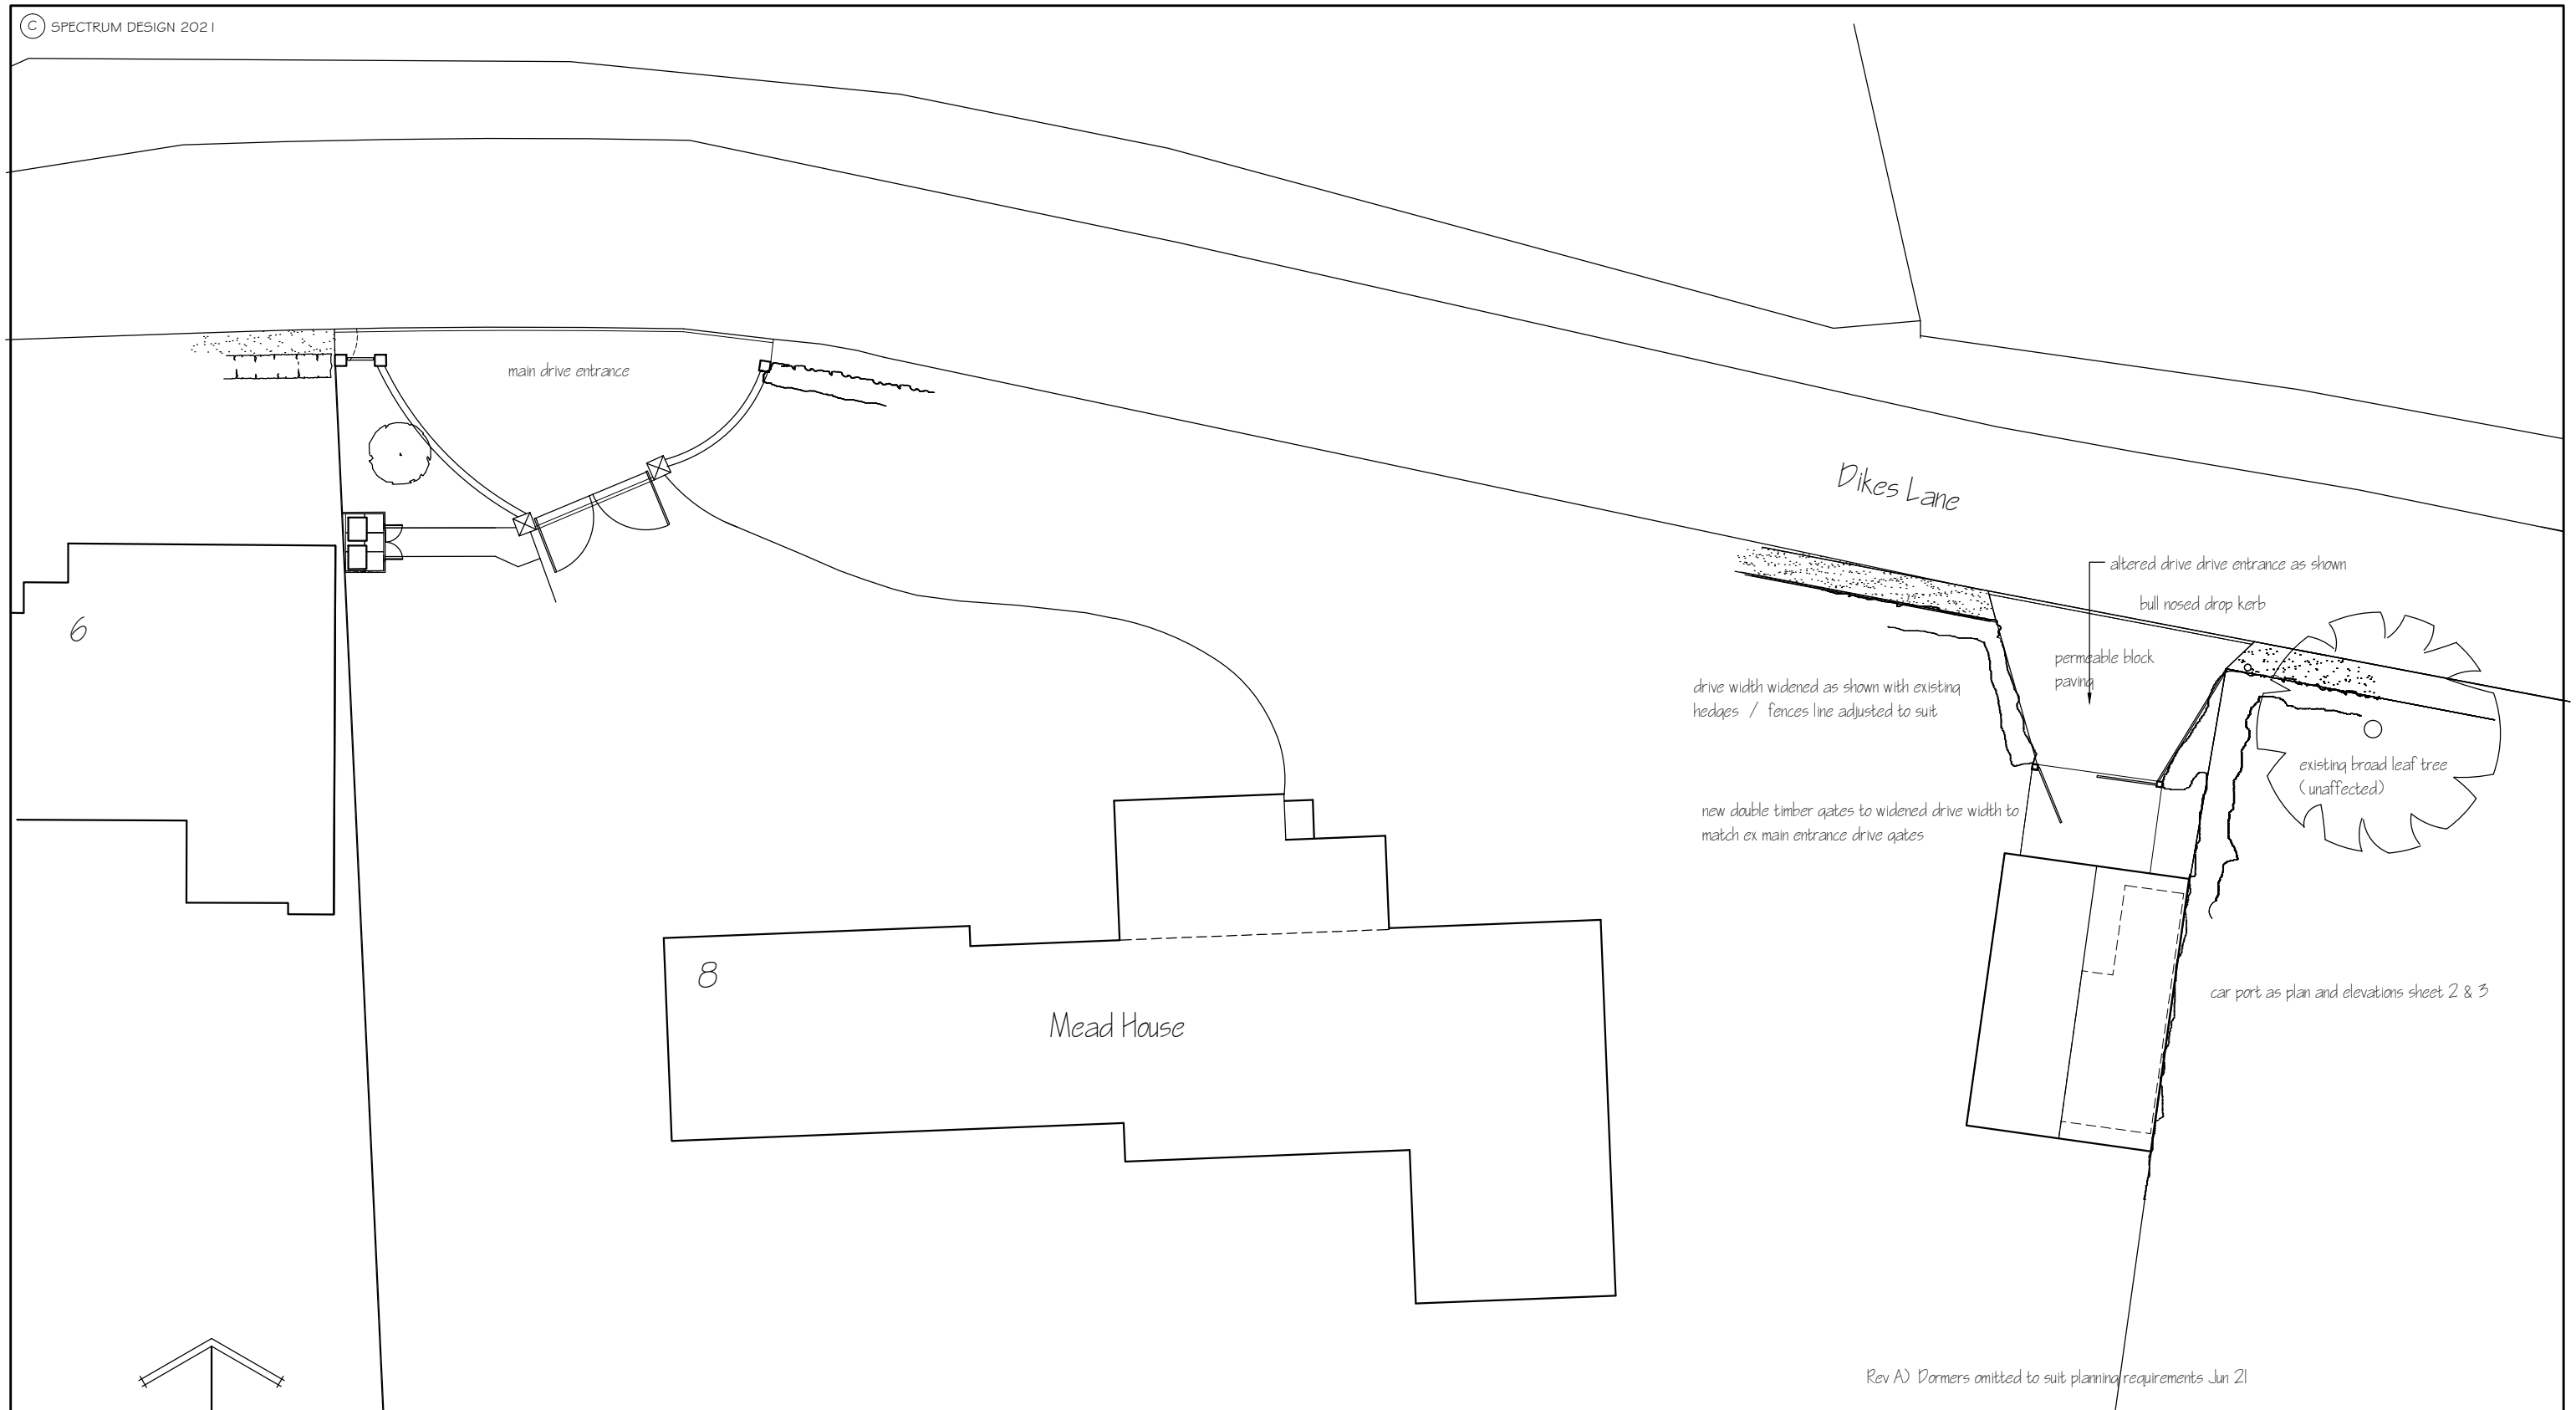 C SPECTRUM DESIGN 2021
main drive entrance
Dikes Lane
altered drive drive entrance as shown
bull nosed drop kerb
6
permeable block
paving
drive width widened as shown with existing
hedges / fences line adjusted to suit
existing broad leaf tree
(unaffected)
new double timber gates to widened drive width to
match ex main entrance drive gates
8
Mead House
car port as plan and elevations sheet 2 & 3
Rev A) Dormers omitted to suit planning requirements Jun 21